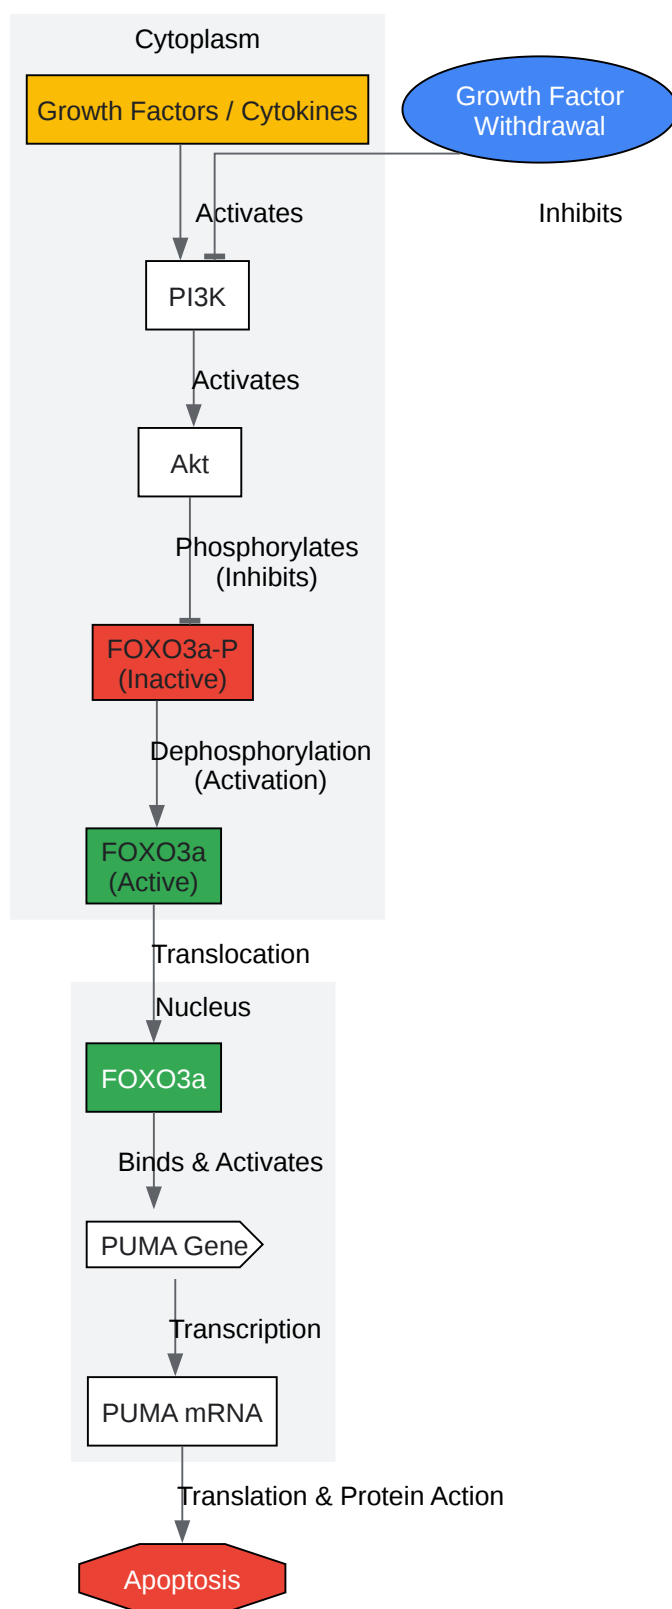 Cytoplasm
Growth Factors / Cytokines
Growth Factor
Withdrawal
Activates
Inhibits
PI3K
Activates
Akt
Phosphorylates
(Inhibits)
FOXO3a-P
(Inactive)
Dephosphorylation
(Activation)
FOXO3a
(Active)
Translocation
Nucleus
FOXO3a
Binds & Activates
PUMA Gene
Transcription
PUMA mRNA
Translation & Protein Action
Apoptosis